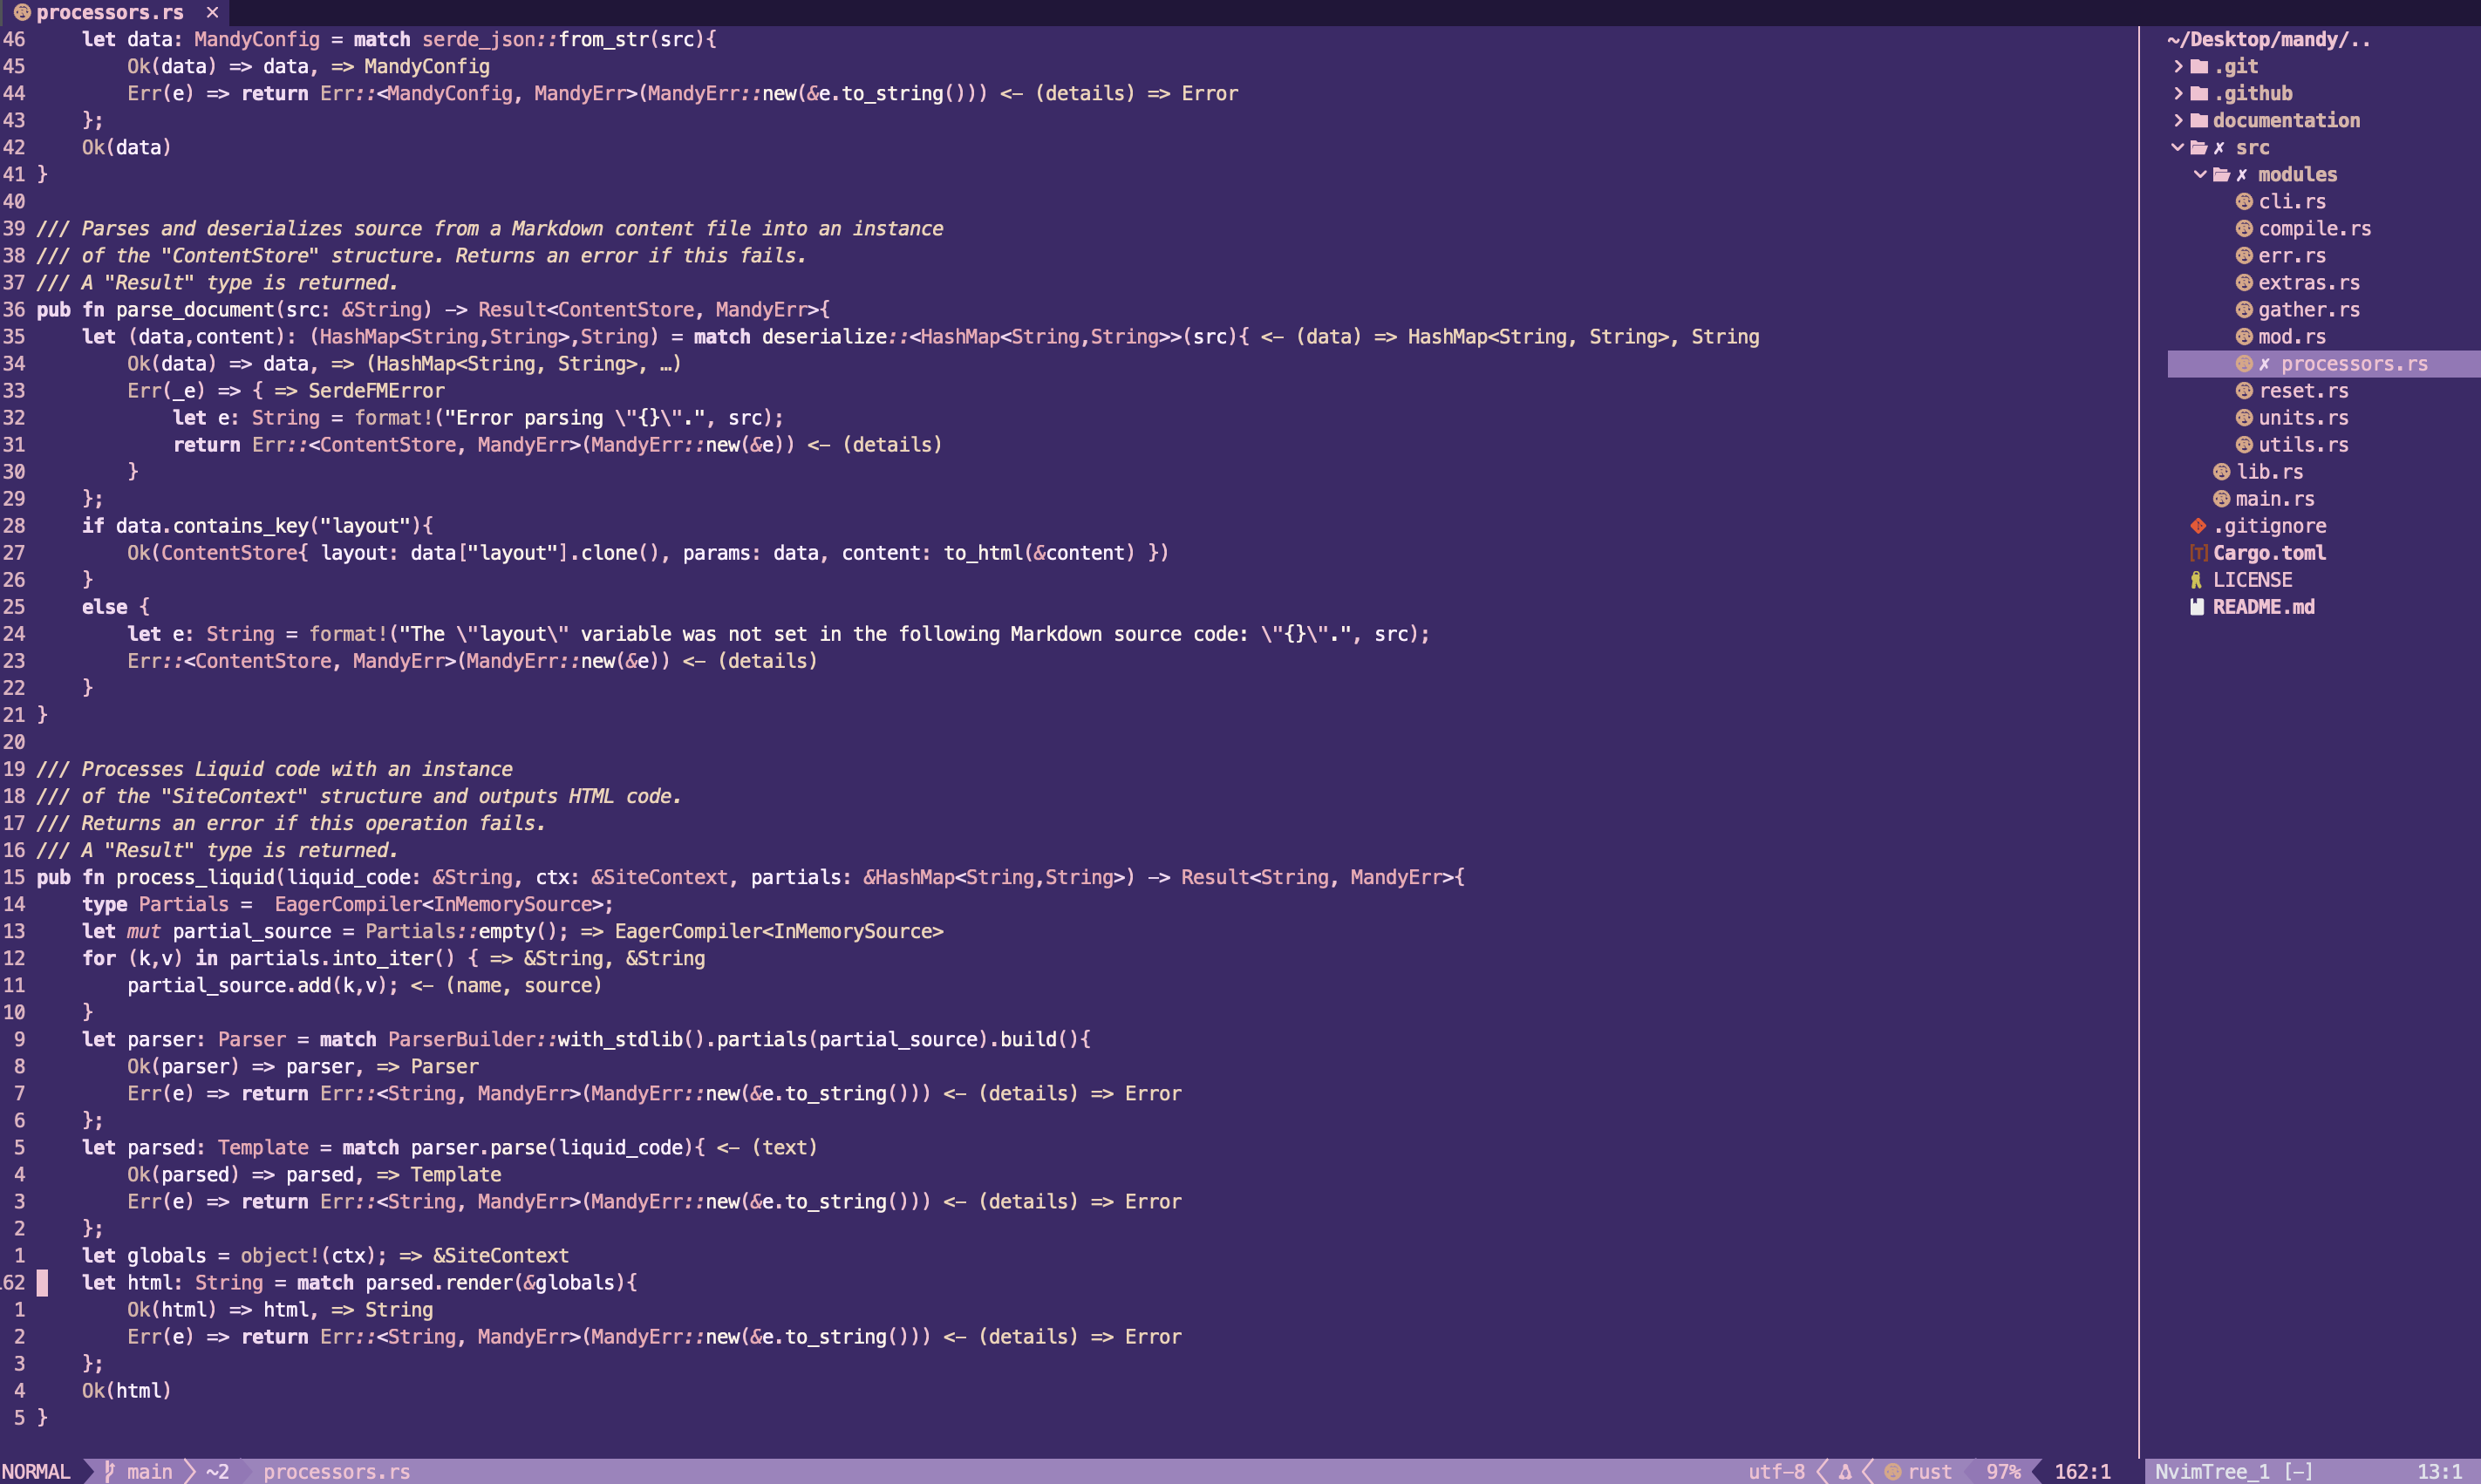 processors.rs ×
46     let data: MandyConfig = match serde_json::from_str(src){
45         Ok(data) => data, => MandyConfig
44         Err(e) => return Err::<MandyConfig, MandyErr>(MandyErr::new(&e.to_string())) <- (details) => Error
43     };
42     Ok(data)
41 }
40
39 /// Parses and deserializes source from a Markdown content file into an instance
38 /// of the "ContentStore" structure. Returns an error if this fails.
37 /// A "Result" type is returned.
36 pub fn parse_document(src: &String) -> Result<ContentStore, MandyErr>{
35     let (data,content): (HashMap<String,String>,String) = match deserialize::<HashMap<String,String>>(src){ <- (data) => HashMap<String, String>, String
34         Ok(data) => data, => (HashMap<String, String>, …)
33         Err(_e) => { => SerdeFMError
32             let e: String = format!("Error parsing \"{}\".", src);
31             return Err::<ContentStore, MandyErr>(MandyErr::new(&e)) <- (details)
30         }
29     };
28     if data.contains_key("layout"){
27         Ok(ContentStore{ layout: data["layout"].clone(), params: data, content: to_html(&content) })
26     }
25     else {
24         let e: String = format!("The \"layout\" variable was not set in the following Markdown source code: \"{}\".", src);
23         Err::<ContentStore, MandyErr>(MandyErr::new(&e)) <- (details)
22     }
21 }
20
19 /// Processes Liquid code with an instance
18 /// of the "SiteContext" structure and outputs HTML code.
17 /// Returns an error if this operation fails.
16 /// A "Result" type is returned.
15 pub fn process_liquid(liquid_code: &String, ctx: &SiteContext, partials: &HashMap<String,String>) -> Result<String, MandyErr>{
14     type Partials =  EagerCompiler<InMemorySource>;
13     let mut partial_source = Partials::empty(); => EagerCompiler<InMemorySource>
12     for (k,v) in partials.into_iter() { => &String, &String
11         partial_source.add(k,v); <- (name, source)
10     }
9     let parser: Parser = match ParserBuilder::with_stdlib().partials(partial_source).build(){
8         Ok(parser) => parser, => Parser
7         Err(e) => return Err::<String, MandyErr>(MandyErr::new(&e.to_string())) <- (details) => Error
6     };
5     let parsed: Template = match parser.parse(liquid_code){ <- (text)
4         Ok(parsed) => parsed, => Template
3         Err(e) => return Err::<String, MandyErr>(MandyErr::new(&e.to_string())) <- (details) => Error
2     };
1     let globals = object!(ctx); => &SiteContext
162     let html: String = match parsed.render(&globals){
1         Ok(html) => html, => String
2         Err(e) => return Err::<String, MandyErr>(MandyErr::new(&e.to_string())) <- (details) => Error
3     };
4     Ok(html)
5 }
~/Desktop/mandy/..
.git
.github
documentation
✗ src
✗ modules
cli.rs
compile.rs
err.rs
extras.rs
gather.rs
mod.rs
✗ processors.rs
reset.rs
units.rs
utils.rs
lib.rs
main.rs
.gitignore
[T] Cargo.toml
LICENSE
README.md
NORMAL main ~2 processors.rs utf-8 rust 97% 162:1 NvimTree_1 [-] 13:1